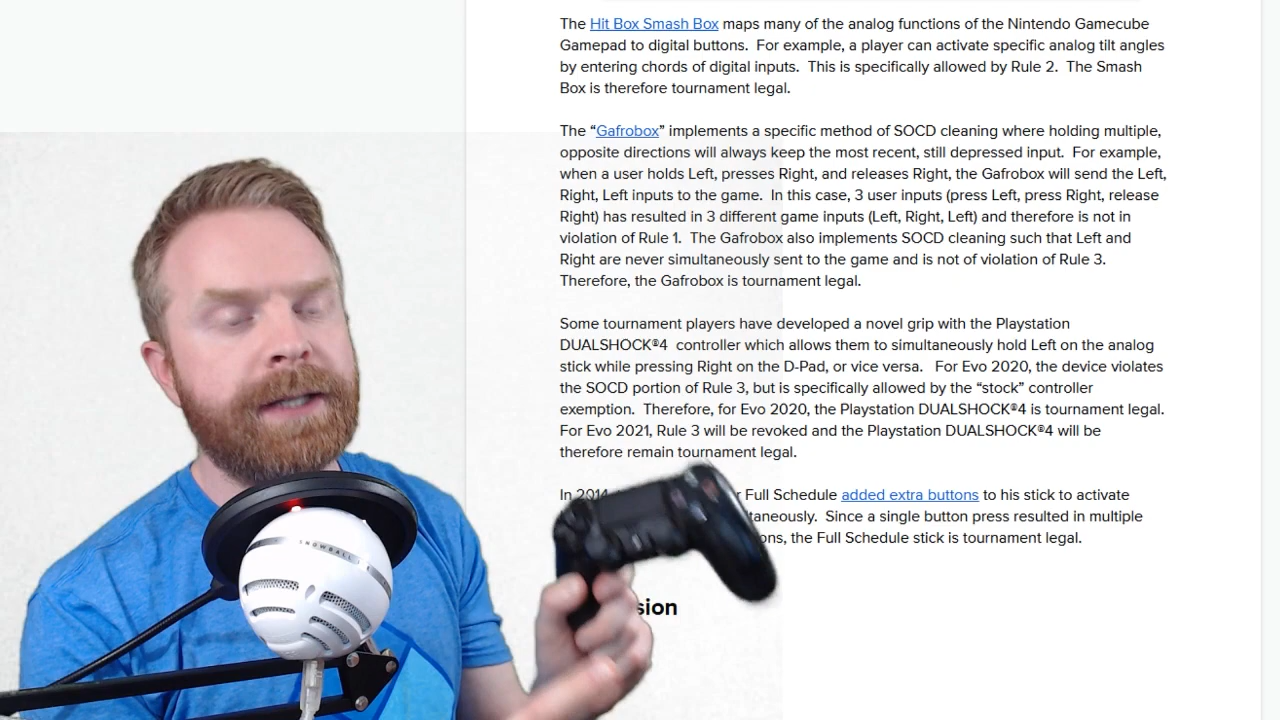 The Hit Box Smash Box maps many of the analog functions of the Nintendo Gamecube
Gamepad to digital buttons. For example, a player can activate specific analog tilt angles
by entering chords of digital inputs. This is specifically allowed by Rule 2. The Smash
Box is therefore tournament legal.
The “Gafrobox” implements a specific method of SOCD cleaning where holding multiple,
opposite directions will always keep the most recent, still depressed input. For example,
when a user holds Left, presses Right, and releases Right, the Gafrobox will send the Left,
Right, Left inputs to the game. In this case, 3 user inputs (press Left, press Right, release
Right) has resulted in 3 different game inputs (Left, Right, Left) and therefore is not in
violation of Rule 1. The Gafrobox also implements SOCD cleaning such that Left and
Right are never simultaneously sent to the game and is not of violation of Rule 3.
Therefore, the Gafrobox is tournament legal.
Some tournament players have developed a novel grip with the Playstation
DUALSHOCK®4 controller which allows them to simultaneously hold Left on the analog
stick while pressing Right on the D-Pad, or vice versa. For Evo 2020, the device violates
the SOCD portion of Rule 3, but is specifically allowed by the “stock” controller
exemption. Therefore, for Evo 2020, the Playstation DUALSHOCK®4 is tournament legal.
For Evo 2021, Rule 3 will be revoked and the Playstation DUALSHOCK®4 will be
therefore remain tournament legal.
In 2014 Full Schedule added extra buttons to his stick to activate
taneously. Since a single button press resulted in multiple
ons, the Full Schedule stick is tournament legal.
sion
SNOWBALL